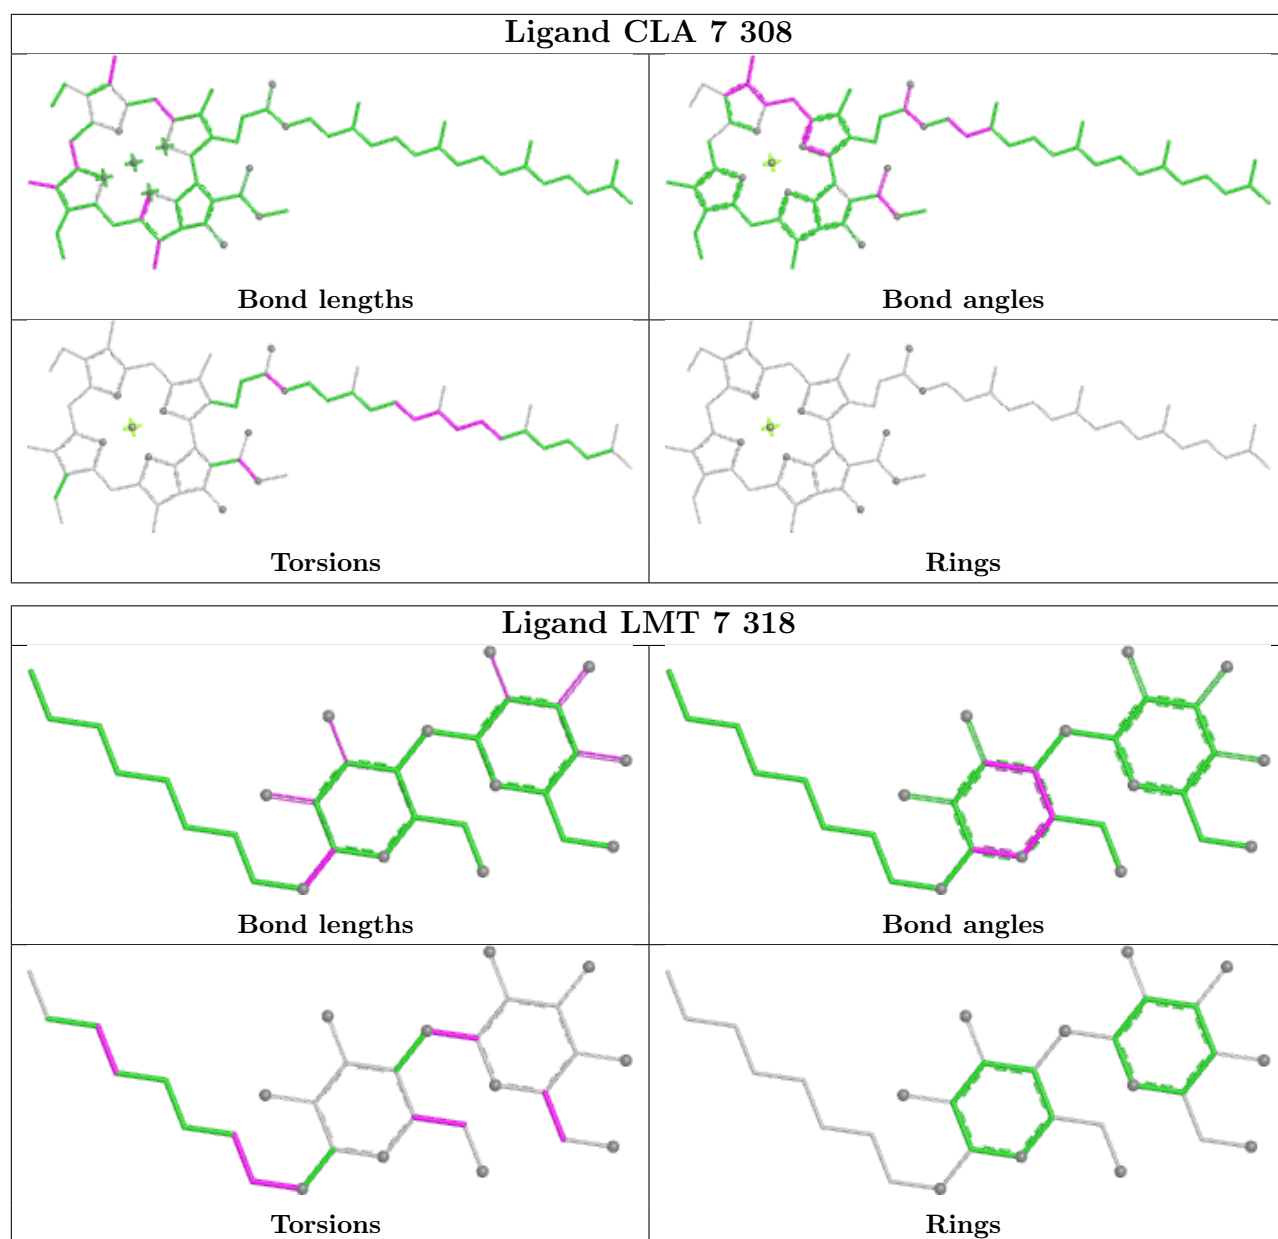 Ligand CLA 7 308
Bond lengths
Bond angles
Torsions
Rings
Ligand LMT 7 318
Bond lengths
Bond angles
Torsions
Rings